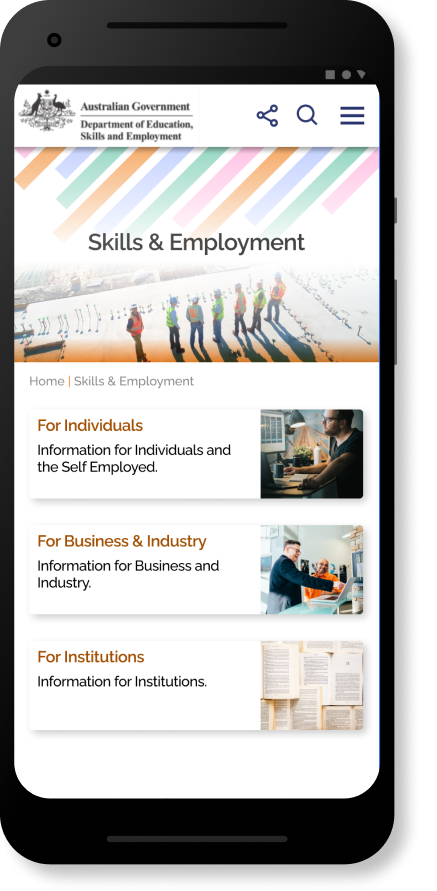 Australian Government
Department of Education,
Skills and Employment
Skills & Employment
Home | Skills & Employment
For Individuals
Information for Individuals and
the Self Employed.
For Business & Industry
Information for Business and
Industry.
For Institutions
Information for Institutions.